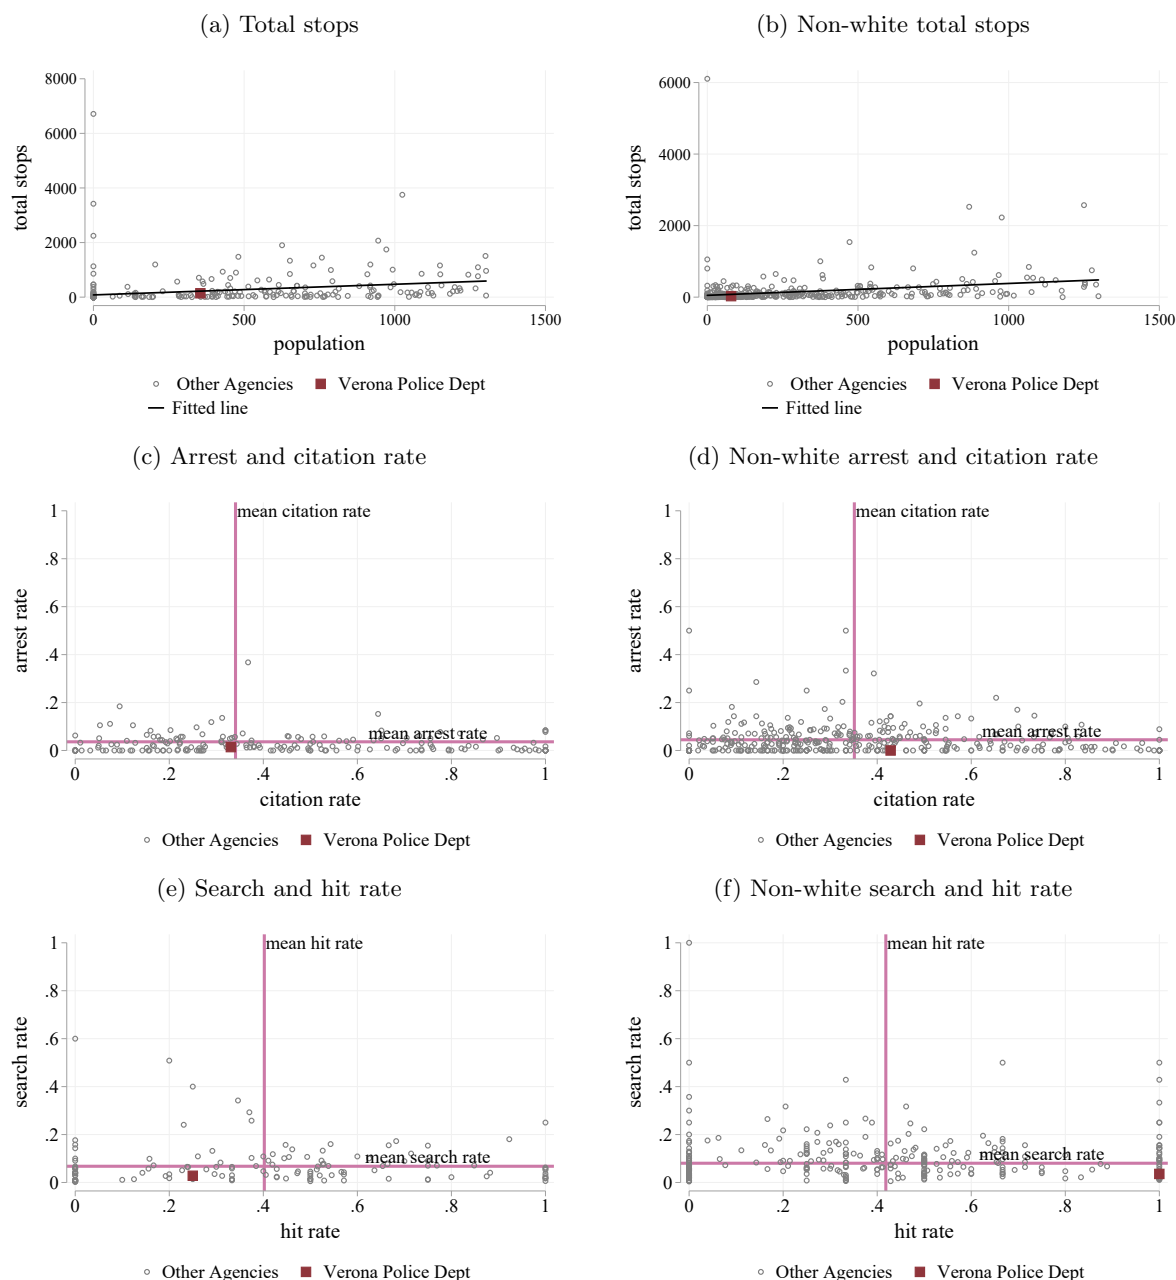 (a) Total stops
(b) Non-white total stops
total stops
8000
6000
4000
2000
0
0 500 1000 1500
population
Other Agencies Verona Police Dept
Fitted line
total stops
6000
4000
2000
0
0 500 1000 1500
population
Other Agencies Verona Police Dept
Fitted line
(c) Arrest and citation rate
(d) Non-white arrest and citation rate
arrest rate
1
.8
.6
.4
.2
0
mean citation rate
mean arrest rate
0 .2 .4 .6 .8 1
citation rate
Other Agencies Verona Police Dept
arrest rate
1
.8
.6
.4
.2
0
mean citation rate
mean arrest rate
0 .2 .4 .6 .8 1
citation rate
Other Agencies Verona Police Dept
(e) Search and hit rate
(f) Non-white search and hit rate
search rate
1
.8
.6
.4
.2
0
mean hit rate
mean search rate
0 .2 .4 .6 .8 1
hit rate
Other Agencies Verona Police Dept
search rate
1
.8
.6
.4
.2
0
mean hit rate
mean search rate
0 .2 .4 .6 .8 1
hit rate
Other Agencies Verona Police Dept